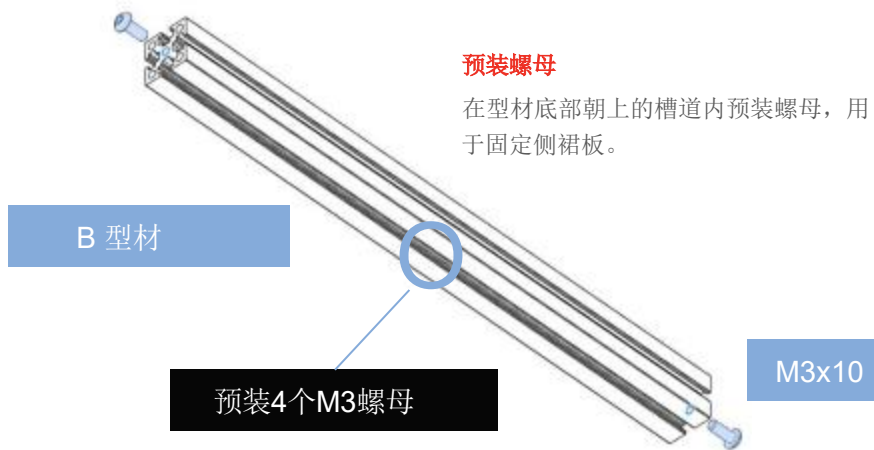 预装螺母
在型材底部朝上的槽道内预装螺母，用
于固定侧裙板。
B 型材
M3x10
预装4个M3螺母